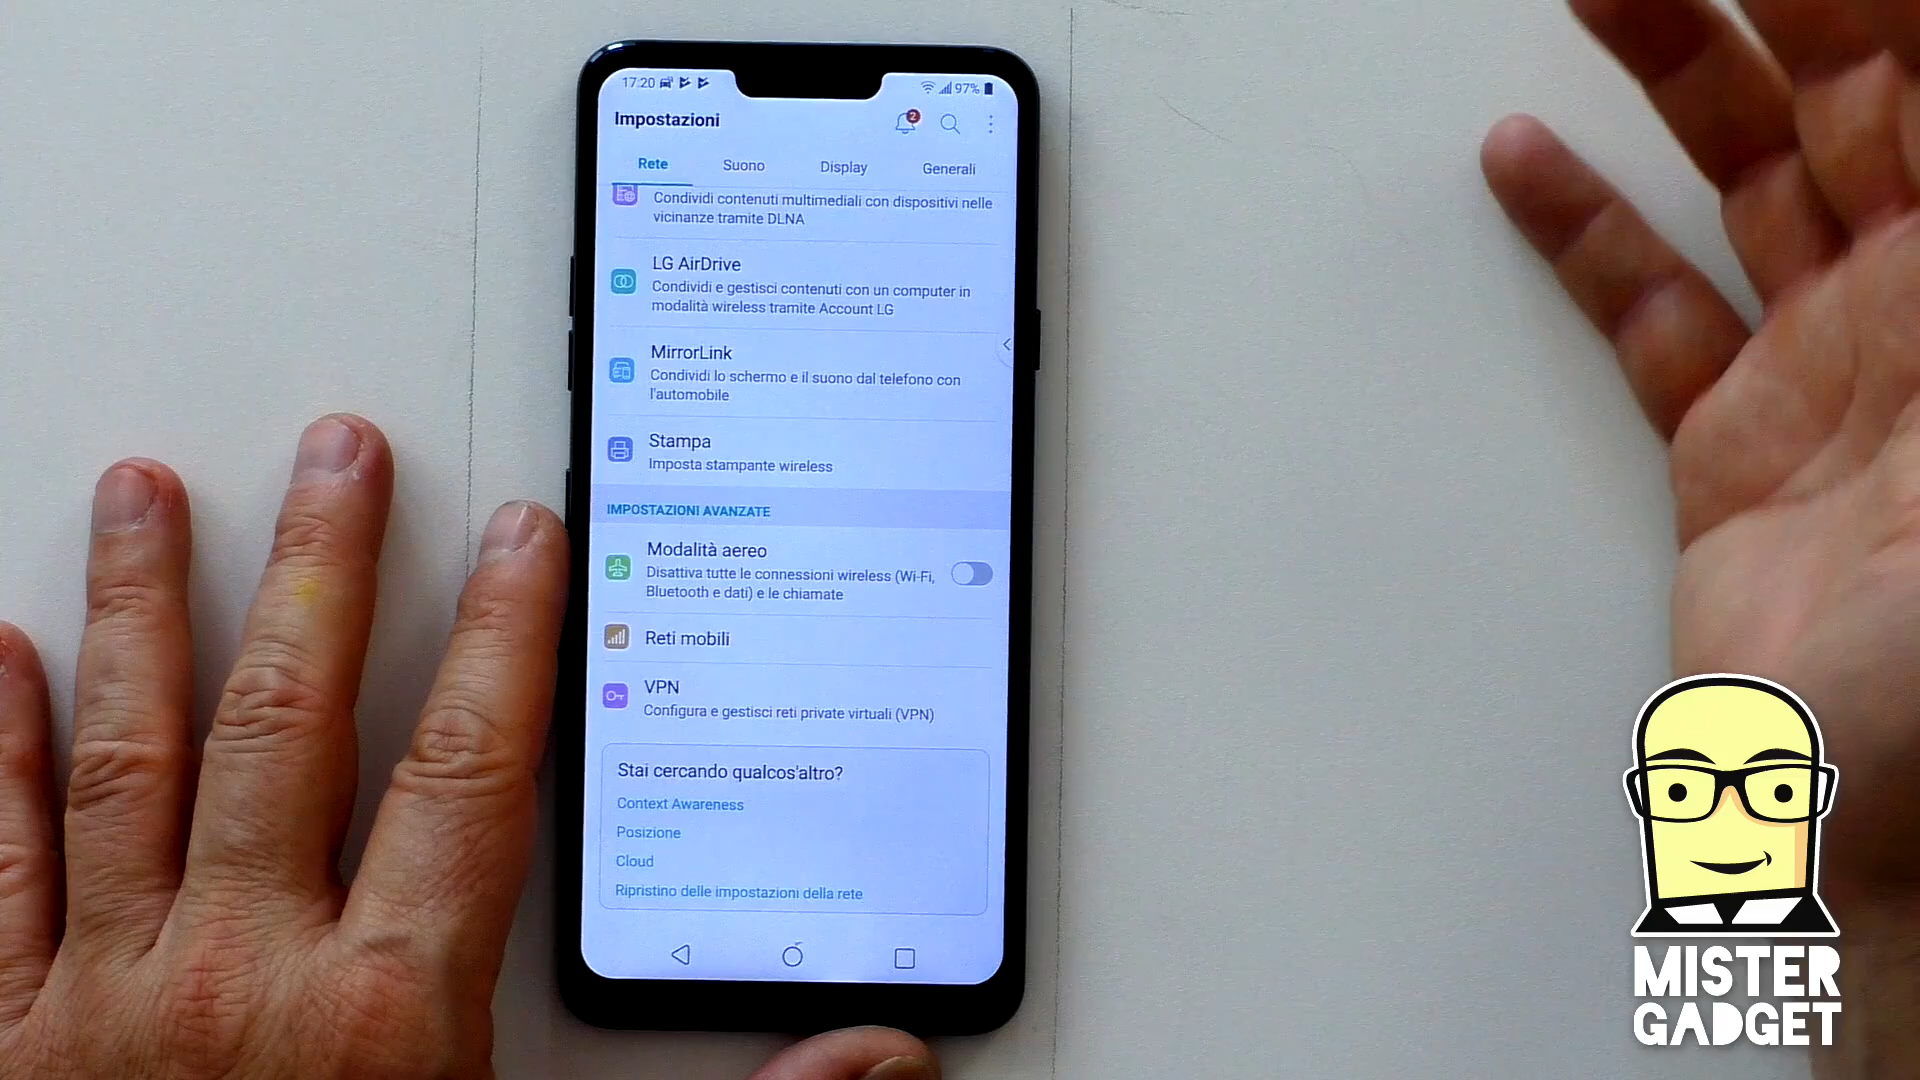 17:20
97%
Impostazioni
2
Rete
Suono
Display
Generali
Condividi contenuti multimediali con dispositivi nelle
vicinanze tramite DLNA
LG AirDrive
Condividi e gestisci contenuti con un computer in
modalità wireless tramite Account LG
MirrorLink
Condividi lo schermo e il suono dal telefono con
l'automobile
Stampa
Imposta stampante wireless
IMPOSTAZIONI AVANZATE
Modalità aereo
Disattiva tutte le connessioni wireless (Wi-Fi,
Bluetooth e dati) e le chiamate
Reti mobili
VPN
Configura e gestisci reti private virtuali (VPN)
Stai cercando qualcos'altro?
Context Awareness
Posizione
Cloud
Ripristino delle impostazioni della rete
MISTER
GADGET